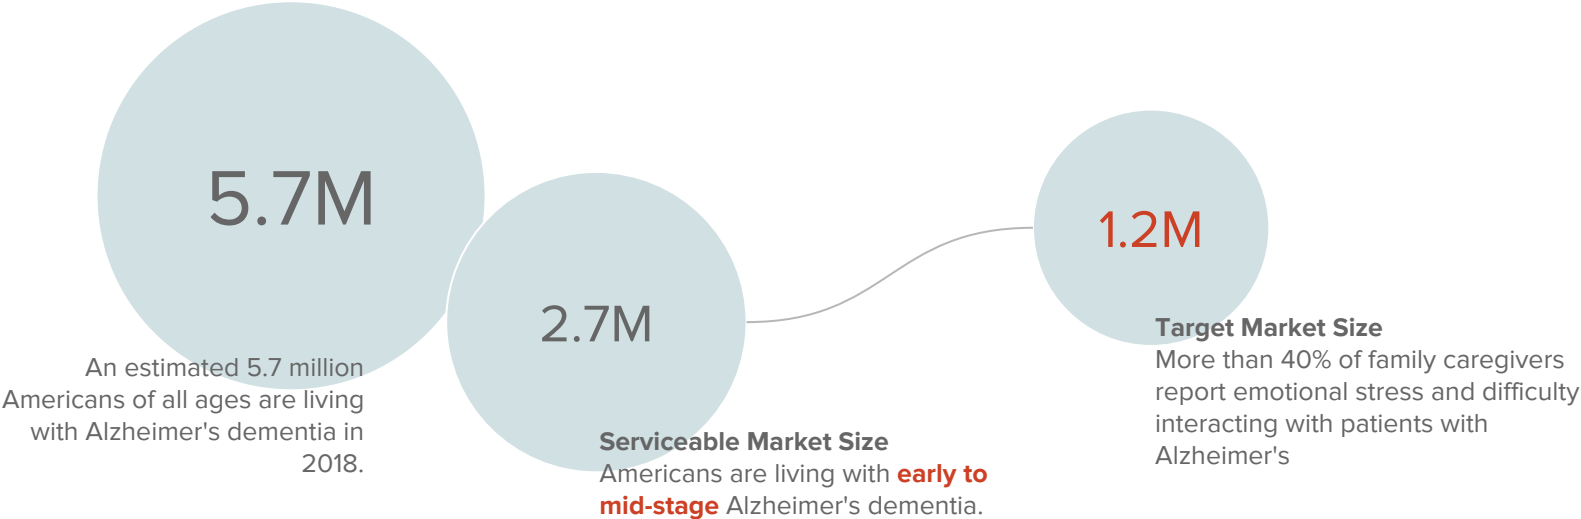 5.7M
An estimated 5.7 million
Americans of all ages are living
with Alzheimer's dementia in
2018.
2.7M
Serviceable Market Size
Americans are living with early to
mid-stage Alzheimer's dementia.
1.2M
Target Market Size
More than 40% of family caregivers
report emotional stress and difficulty
interacting with patients with
Alzheimer's